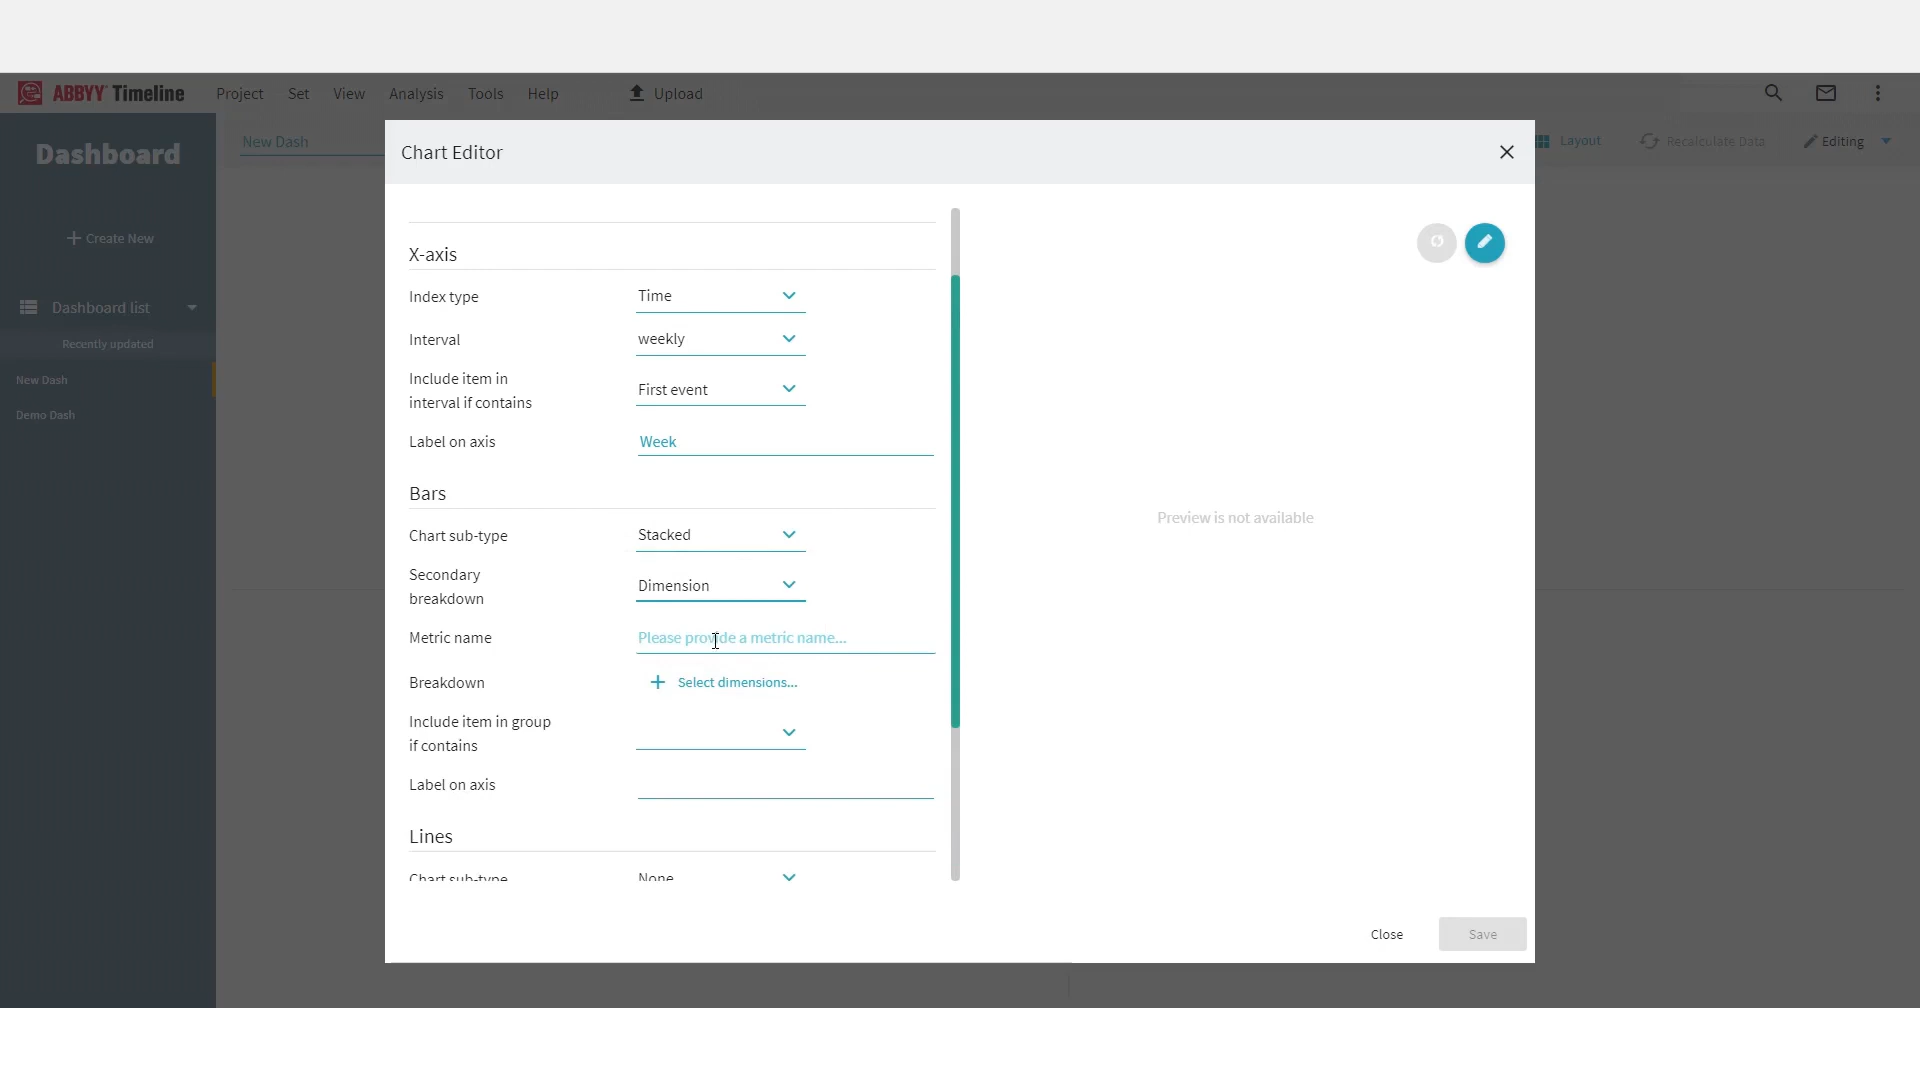 ABBYY Timeline Project Set View Analysis Tools Help Upload
Dashboard
New Dash
Layout Recalculate Data Editing
Create New
Dashboard list
Recently updated
New Dash
Demo Dash
Chart Editor
X-axis
Index type Time
Interval weekly
Include item in
interval if contains
First event
Label on axis Week
Bars
Chart sub-type Stacked
Secondary
breakdown
Dimension
Metric name Please provide a metric name...
Breakdown Select dimensions...
Include item in group
if contains
Label on axis
Lines
Chart sub-type None
Preview is not available
Close Save